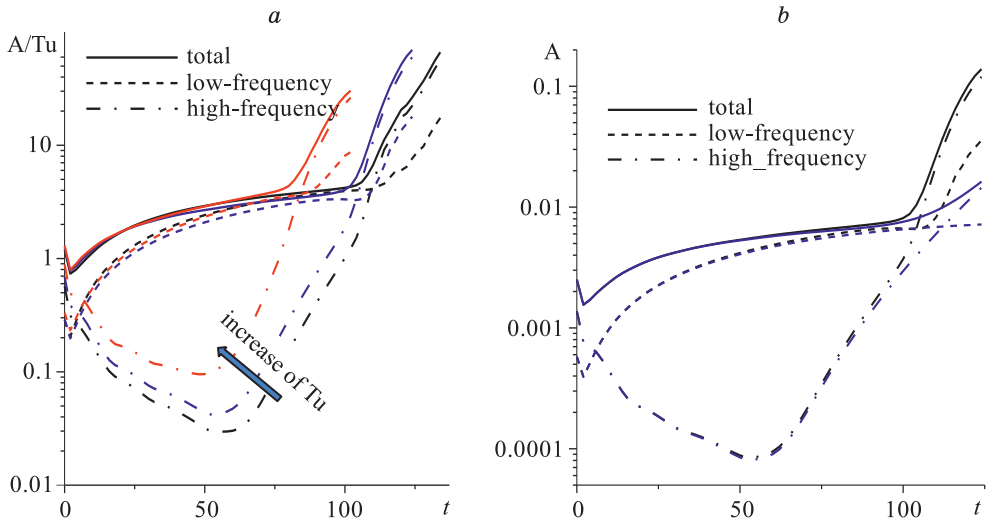 a
A/Tu
total
low-frequency
high-frequency
10
1
0.1
0.01
increase of Tu
0
50
100
t
b
A
total
low-frequency
high_frequency
0.1
0.01
0.001
0.0001
0
50
100
t